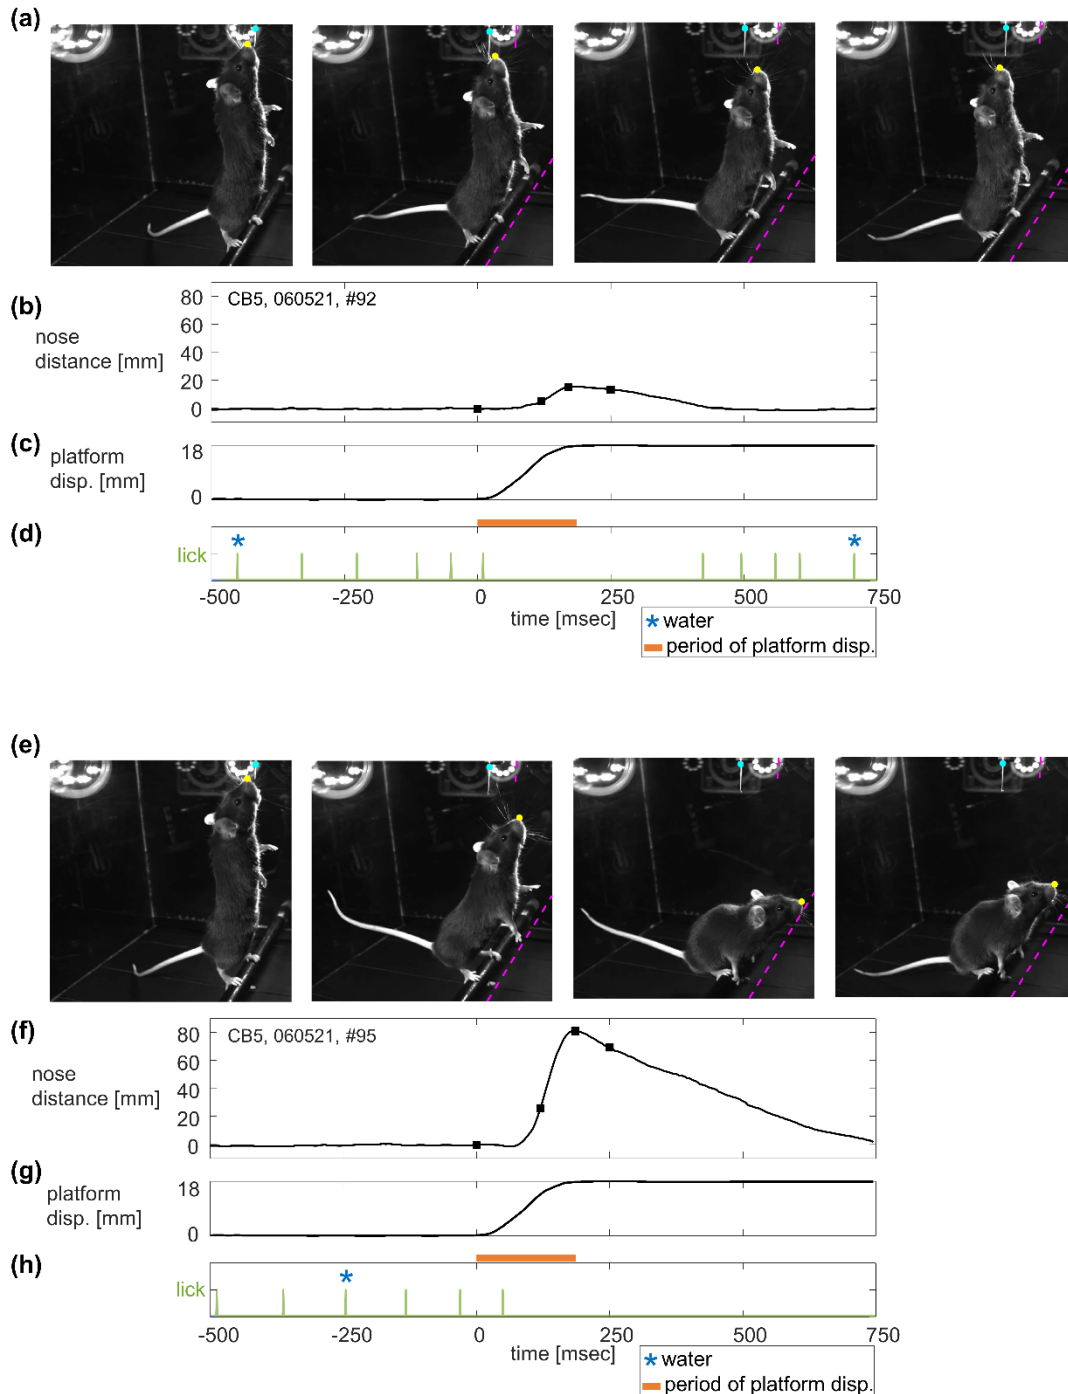 (a)
(b)
CB5, 060521, #92
80
60
nose
distance [mm]
40
20
0
(c)
platform
disp. [mm]
18
0
(d)
lick
*
*
-500
-250
0
250
500
750
time [msec]
* water
period of platform disp.
(e)
(f)
CB5, 060521, #95
80
60
nose
distance [mm]
40
20
0
(g)
platform
disp. [mm]
18
0
(h)
lick
*
-500
-250
0
250
500
750
time [msec]
* water
period of platform disp.